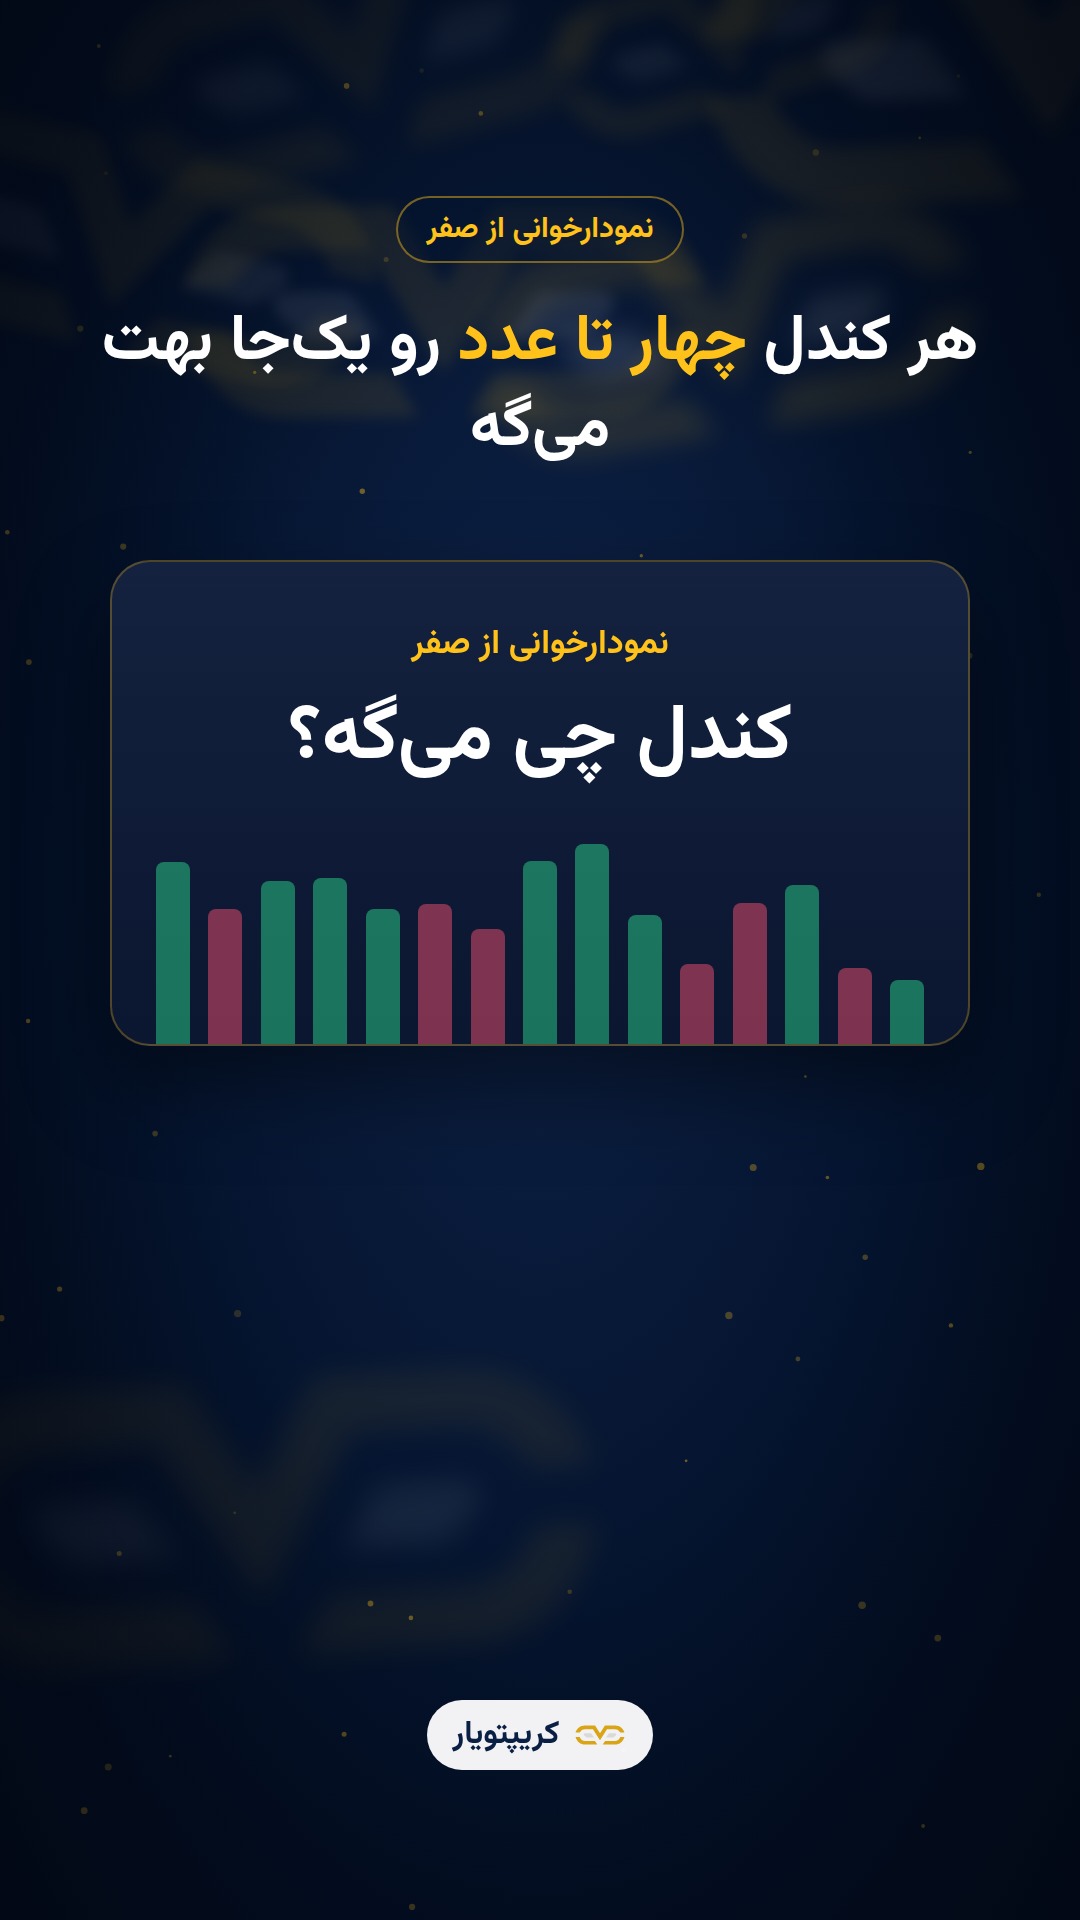 نمودارخوانی از صفر
هر کندل چهار تا عدد رو یک‌جا بهت
می‌گه
نمودارخوانی از صفر
کندل چی می‌گه؟
کریپتویار